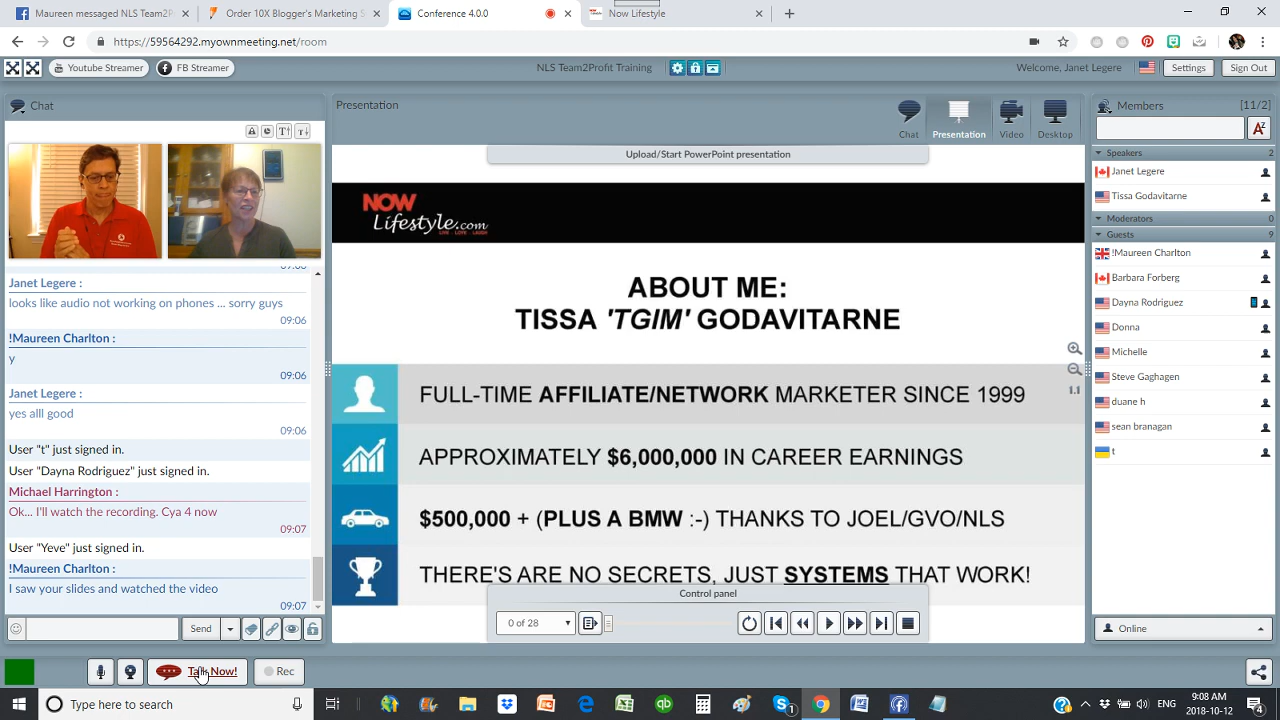 Maureen messaged NLS Team2P
Order 10X Blogger's Marketing S
Conference 4.0.0
Now Lifestyle
https://59564292.myownmeeting.net/room
Youtube Streamer
FB Streamer
NLS Team2Profit Training
Welcome, Janet Legere
Settings
Sign Out
Chat
Presentation
Chat
Presentation
Video
Desktop
Members
[11/2]
Upload/Start PowerPoint presentation
Speakers 2
Janet Legere
Tissa Godavitarne
Moderators 0
Guests 9
!Maureen Charlton
Barbara Forberg
Dayna Rodriguez
Donna
Michelle
Steve Gaghagen
duane h
sean branagan
t
Janet Legere :
looks like audio not working on phones ... sorry guys
09:06
!Maureen Charlton :
y
09:06
Janet Legere :
yes alll good
09:06
User "t" just signed in.
User "Dayna Rodriguez" just signed in.
Michael Harrington :
Ok... I'll watch the recording. Cya 4 now
09:07
User "Yeve" just signed in.
!Maureen Charlton :
I saw your slides and watched the video
09:07
Send
NOW
Lifestyle.com
LIVE LOVE LAUGH
ABOUT ME:
TISSA 'TGIM' GODAVITARNE
FULL-TIME AFFILIATE/NETWORK MARKETER SINCE 1999
APPROXIMATELY $6,000,000 IN CAREER EARNINGS
$500,000 + (PLUS A BMW :-) THANKS TO JOEL/GVO/NLS
THERE'S ARE NO SECRETS, JUST SYSTEMS THAT WORK!
1:1
Control panel
0 of 28
Online
Talk Now!
Rec
Type here to search
ENG
9:08 AM
2018-10-12